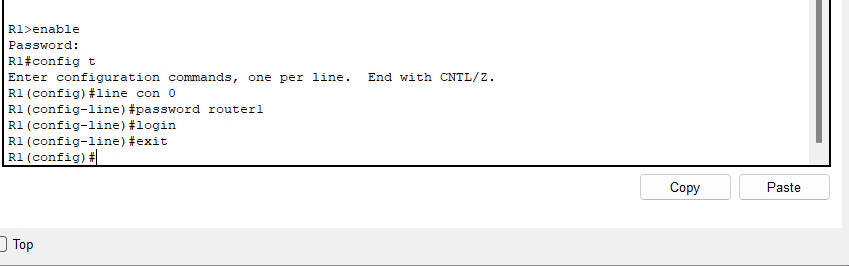 R1>enable
Password:
R1#config t
Enter configuration commands, one per line.  End with CNTL/Z.
R1(config)#line con 0
R1(config-line)#password router1
R1(config-line)#login
R1(config-line)#exit
R1(config)#
Copy Paste
Top